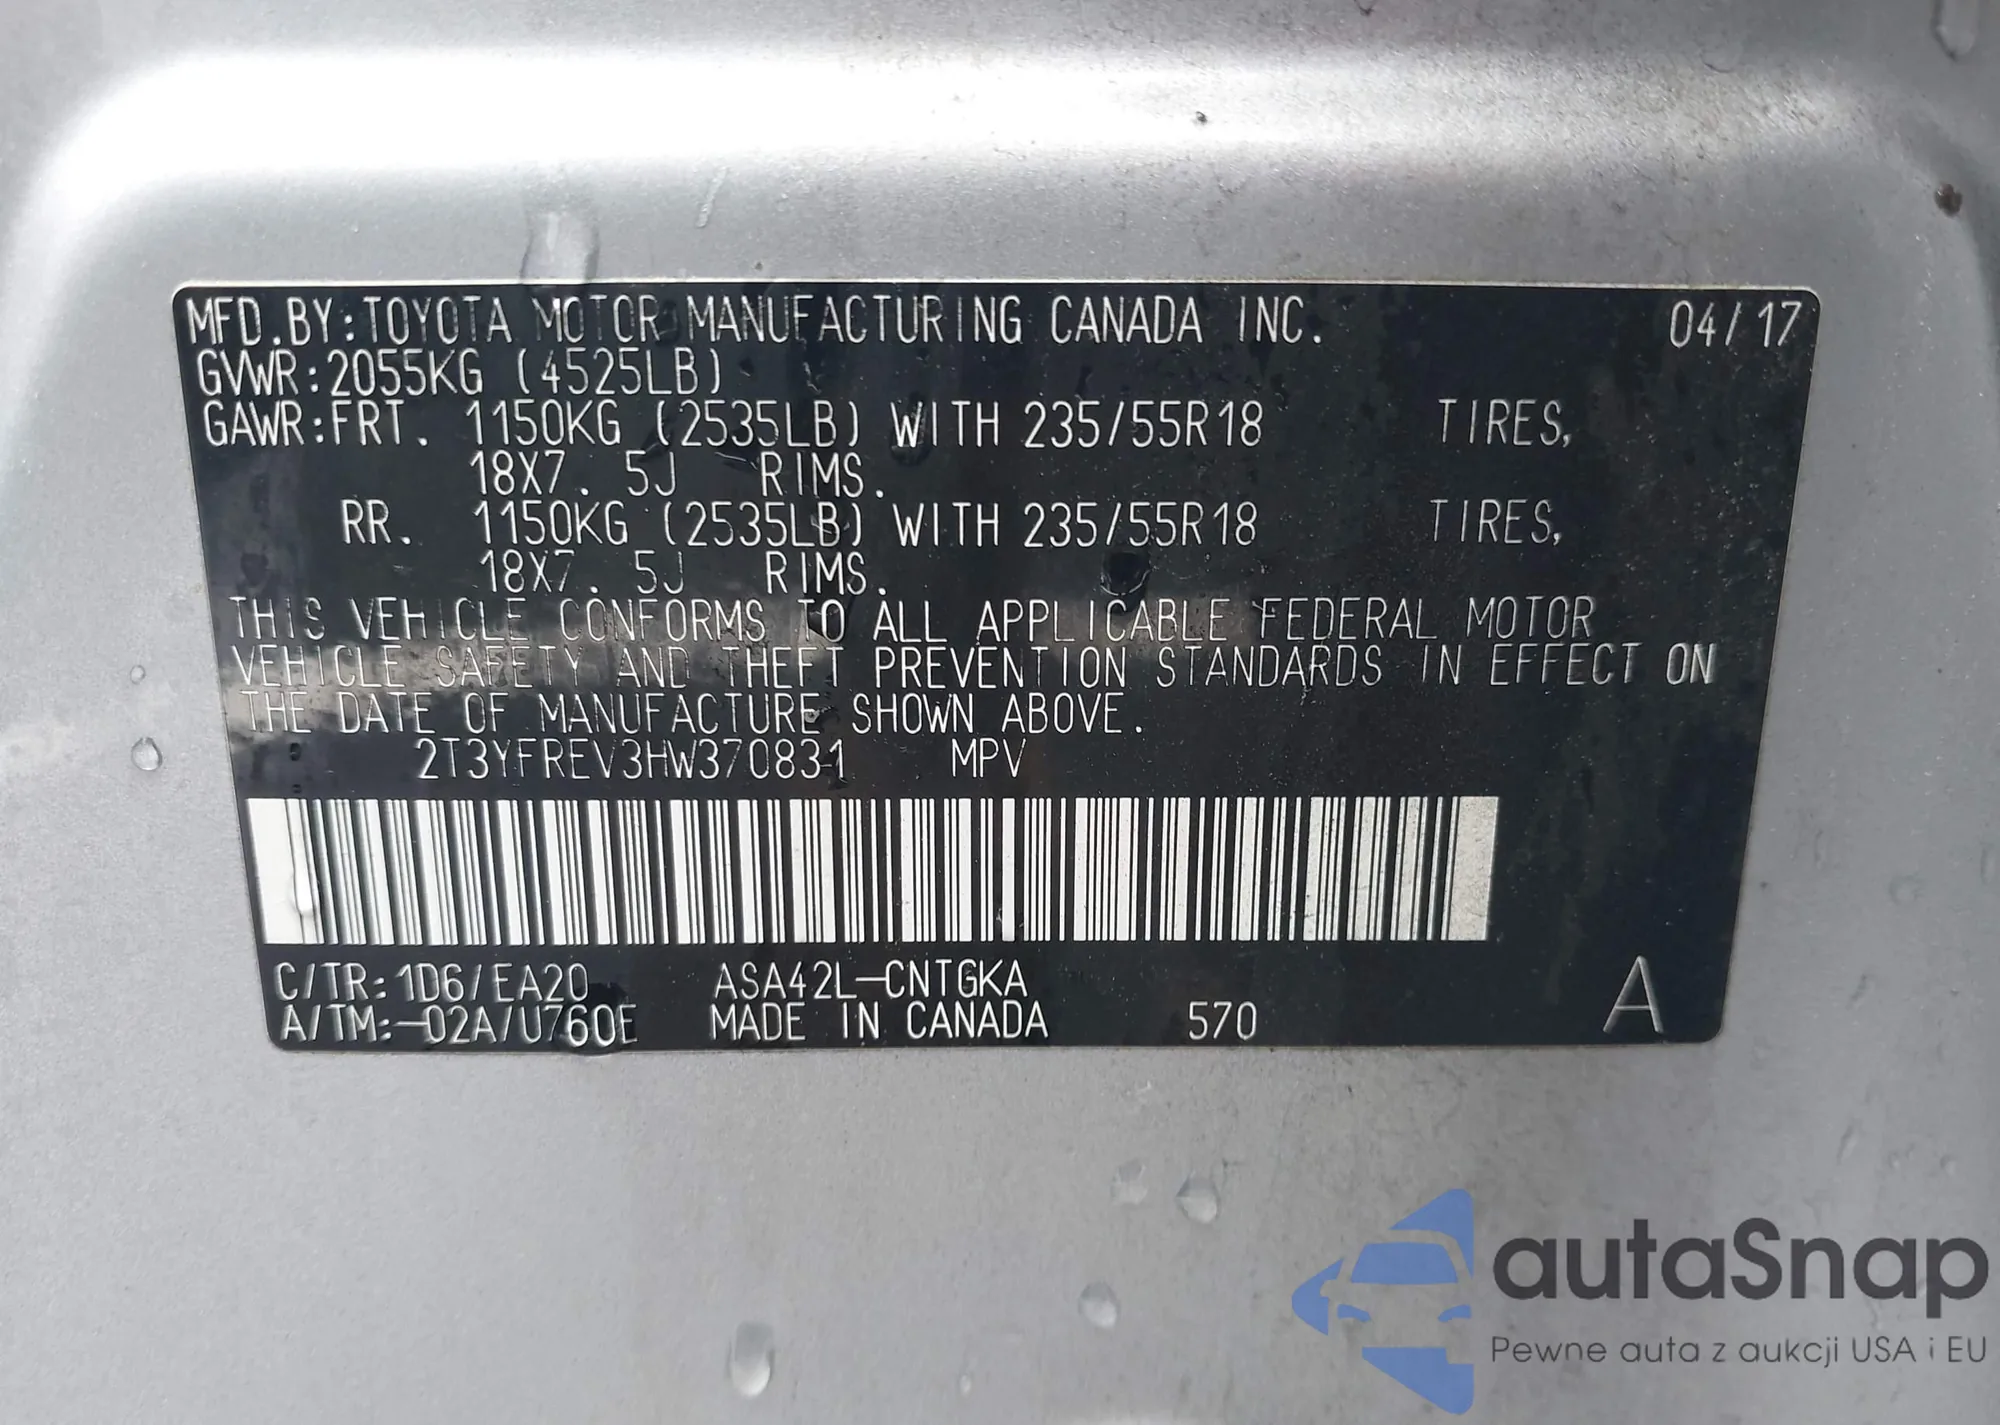 MFD.BY:TOYOTA MOTOR MANUFACTURING CANADA INC. 04/17
GVWR:2055KG (4525LB)
GAWR:FRT. 1150KG (2535LB) WITH 235/55R18 TIRES,
18X7.5J RIMS.
RR. 1150KG (2535LB) WITH 235/55R18 TIRES,
18X7.5J RIMS.
THIS VEHICLE CONFORMS TO ALL APPLICABLE FEDERAL MOTOR
VEHICLE SAFETY AND THEFT PREVENTION STANDARDS IN EFFECT ON
THE DATE OF MANUFACTURE SHOWN ABOVE.
2T3YFREV3HW370831 MPV
C/TR:1D6/EA20 ASA42L-CNTGKA
A/TM:-02A/U760E MADE IN CANADA 570 A
autaSnap
Pewne auta z aukcji USA i EU